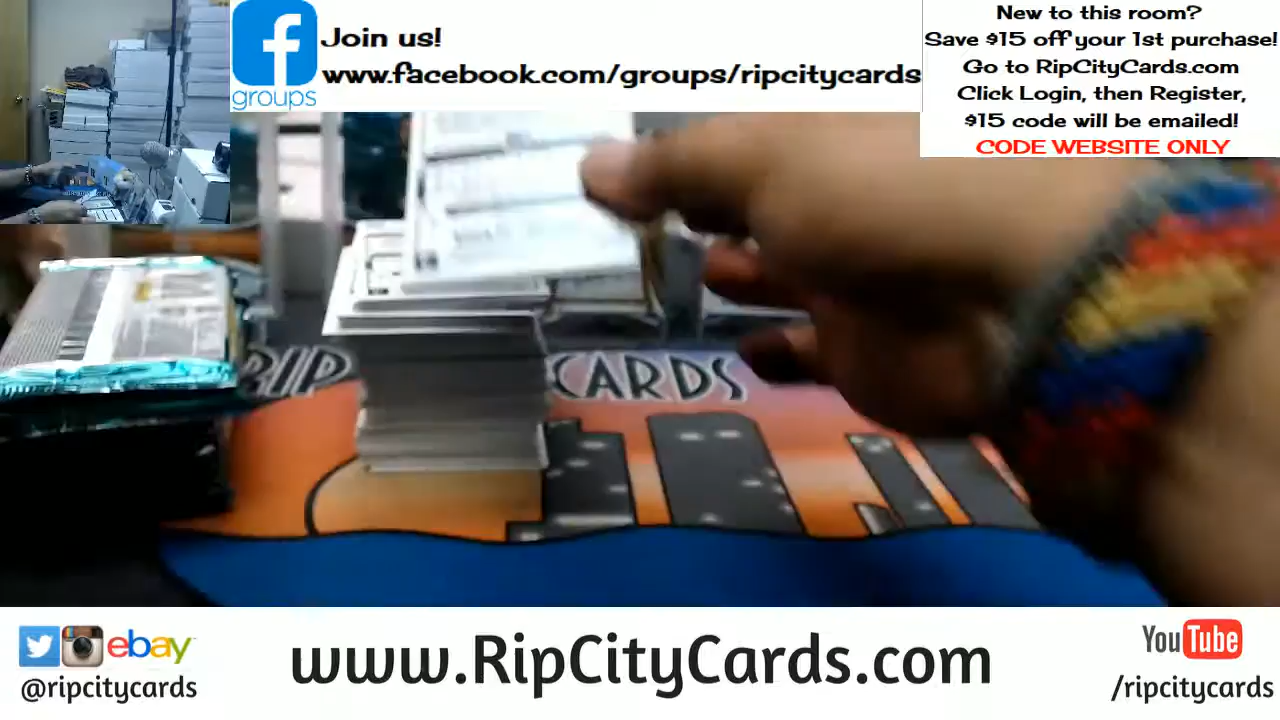 groups
Join us!
www.facebook.com/groups/ripcitycards
New to this room?
Save $15 off your 1st purchase!
Go to RipCityCards.com
Click Login, then Register,
$15 code will be emailed!
CODE WEBSITE ONLY
RIP CARDS
ebay
@ripcitycards
www.RipCityCards.com
YouTube
/ripcitycards